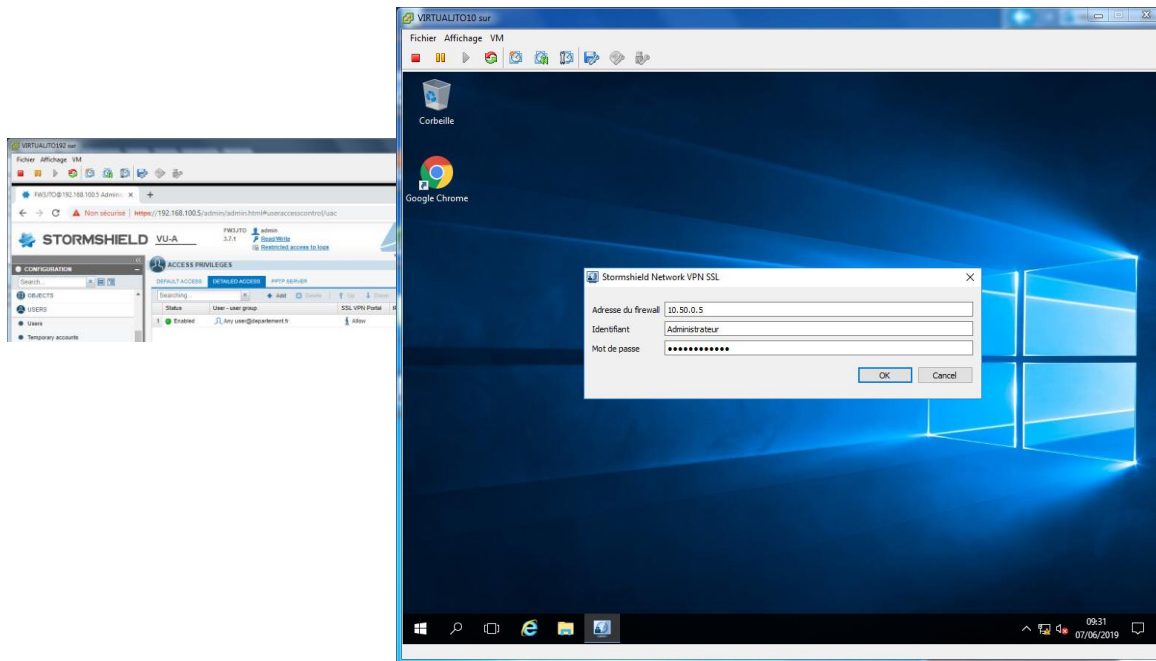 VIRTUALJTO192 sur
Fichier Affichage VM
FW3JTO@192.168.100.5 Admini
Non sécurisé | https://192.168.100.5/admin/admin.html#useraccesscontrol/uac
STORMSHIELD VU-A
FW3JTO
3.7.1
admin
Read/Write
Restricted access to logs
CONFIGURATION
Search...
OBJECTS
USERS
Users
Temporary accounts
ACCESS PRIVILEGES
DEFAULT ACCESS DETAILED ACCESS PPTP SERVER
Searching... Add Delete Up
Status User - user group SSL VPN Portal
1 Enabled Any user@departement.fr Allow
VIRTUALJTO10 sur
Fichier Affichage VM
Corbeille
Google Chrome
Stormshield Network VPN SSL
Adresse du firewall 10.50.0.5
Identifiant Administrateur
Mot de passe ••••••••••••
OK Cancel
09:31
07/06/2019